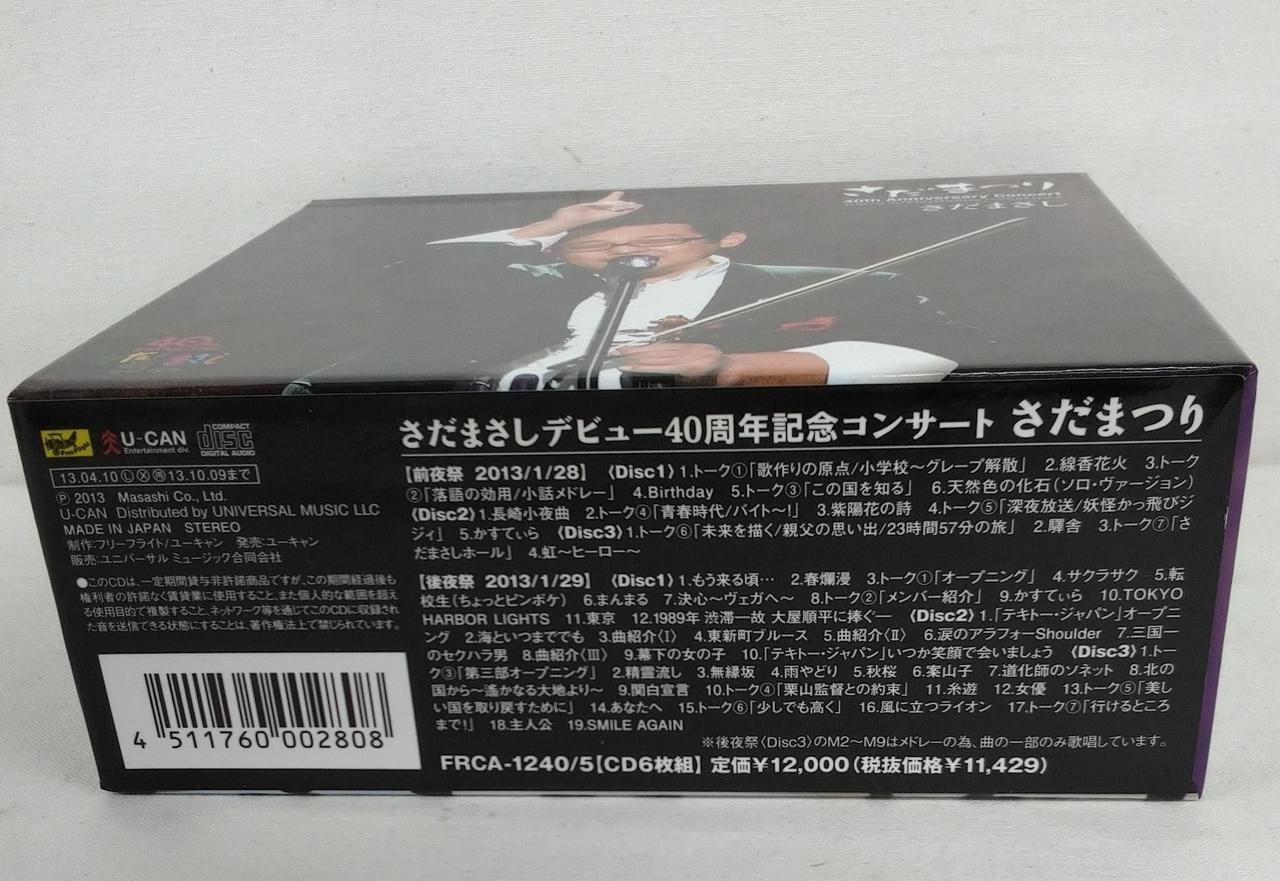 さだまつり
40th Anniversary Concert
さだまさし
40
Free Flight
U-CAN
Entertainment div.
COMPACT
disc
DIGITAL AUDIO
13.04.10ⓁⓍ㋹13.10.09まで
Ⓟ 2013 Masashi Co., Ltd.
U-CAN Distributed by UNIVERSAL MUSIC LLC
MADE IN JAPAN STEREO
制作:フリーフライト/ユーキャン 発売:ユーキャン
販売:ユニバーサル ミュージック合同会社
●このCDは、一定期間貸与非許諾商品ですが、この期間経過後も
権利者の許諾なく賃貸業に使用すること、また個人的な範囲を超え
る使用目的で複製すること、ネットワーク等を通じてこのCDに収録され
た音を送信できる状態にすることは、著作権法上で禁じられています。
4 511760 002808
さだまさしデビュー40周年記念コンサート さだまつり
【前夜祭 2013/1/28】 〈Disc1〉1.トーク①「歌作りの原点/小学校～グレープ解散」 2.線香花火 3.トーク
②「落語の効用/小話メドレー」 4.Birthday 5.トーク③「この国を知る」 6.天然色の化石(ソロ・ヴァージョン)
〈Disc2〉1.長崎小夜曲 2.トーク④「青春時代/バイト～!」 3.紫陽花の詩 4.トーク⑤「深夜放送/妖怪かっ飛びジ
ジィ」 5.かすてぃら 〈Disc3〉1.トーク⑥「未来を描く/親父の思い出/23時間57分の旅」 2.驛舎 3.トーク⑦「さ
だまさしホール」 4.虹～ヒーロー～
【後夜祭 2013/1/29】 〈Disc1〉1.もう来る頃… 2.春爛漫 3.トーク①「オープニング」 4.サクラサク 5.転
校生(ちょっとピンボケ) 6.まんまる 7.決心～ヴェガへ～ 8.トーク②「メンバー紹介」 9.かすてぃら 10.TOKYO
HARBOR LIGHTS 11.東京 12.1989年 渋滞―故 大屋順平に捧ぐ― 〈Disc2〉1.「テキトー・ジャパン」オープニ
ング 2.海といつまででも 3.曲紹介〈Ⅰ〉 4.東新町ブルース 5.曲紹介〈Ⅱ〉 6.涙のアラフォーShoulder 7.三国一
のセクハラ男 8.曲紹介〈Ⅲ〉 9.幕下の女の子 10.「テキトー・ジャパン」いつか笑顔で会いましょう 〈Disc3〉1.トー
ク③「第三部オープニング」 2.精霊流し 3.無縁坂 4.雨やどり 5.秋桜 6.案山子 7.道化師のソネット 8.北の
国から～遙かなる大地より～ 9.関白宣言 10.トーク④「栗山監督との約束」 11.糸遊 12.女優 13.トーク⑤「美し
い国を取り戻すために」 14.あなたへ 15.トーク⑥「少しでも高く」 16.風に立つライオン 17.トーク⑦「行けるところ
まで!」 18.主人公 19.SMILE AGAIN
※後夜祭〈Disc3〉のM2～M9はメドレーの為、曲の一部のみ歌唱しています。
FRCA-1240/5【CD6枚組】 定価￥12,000(税抜価格￥11,429)